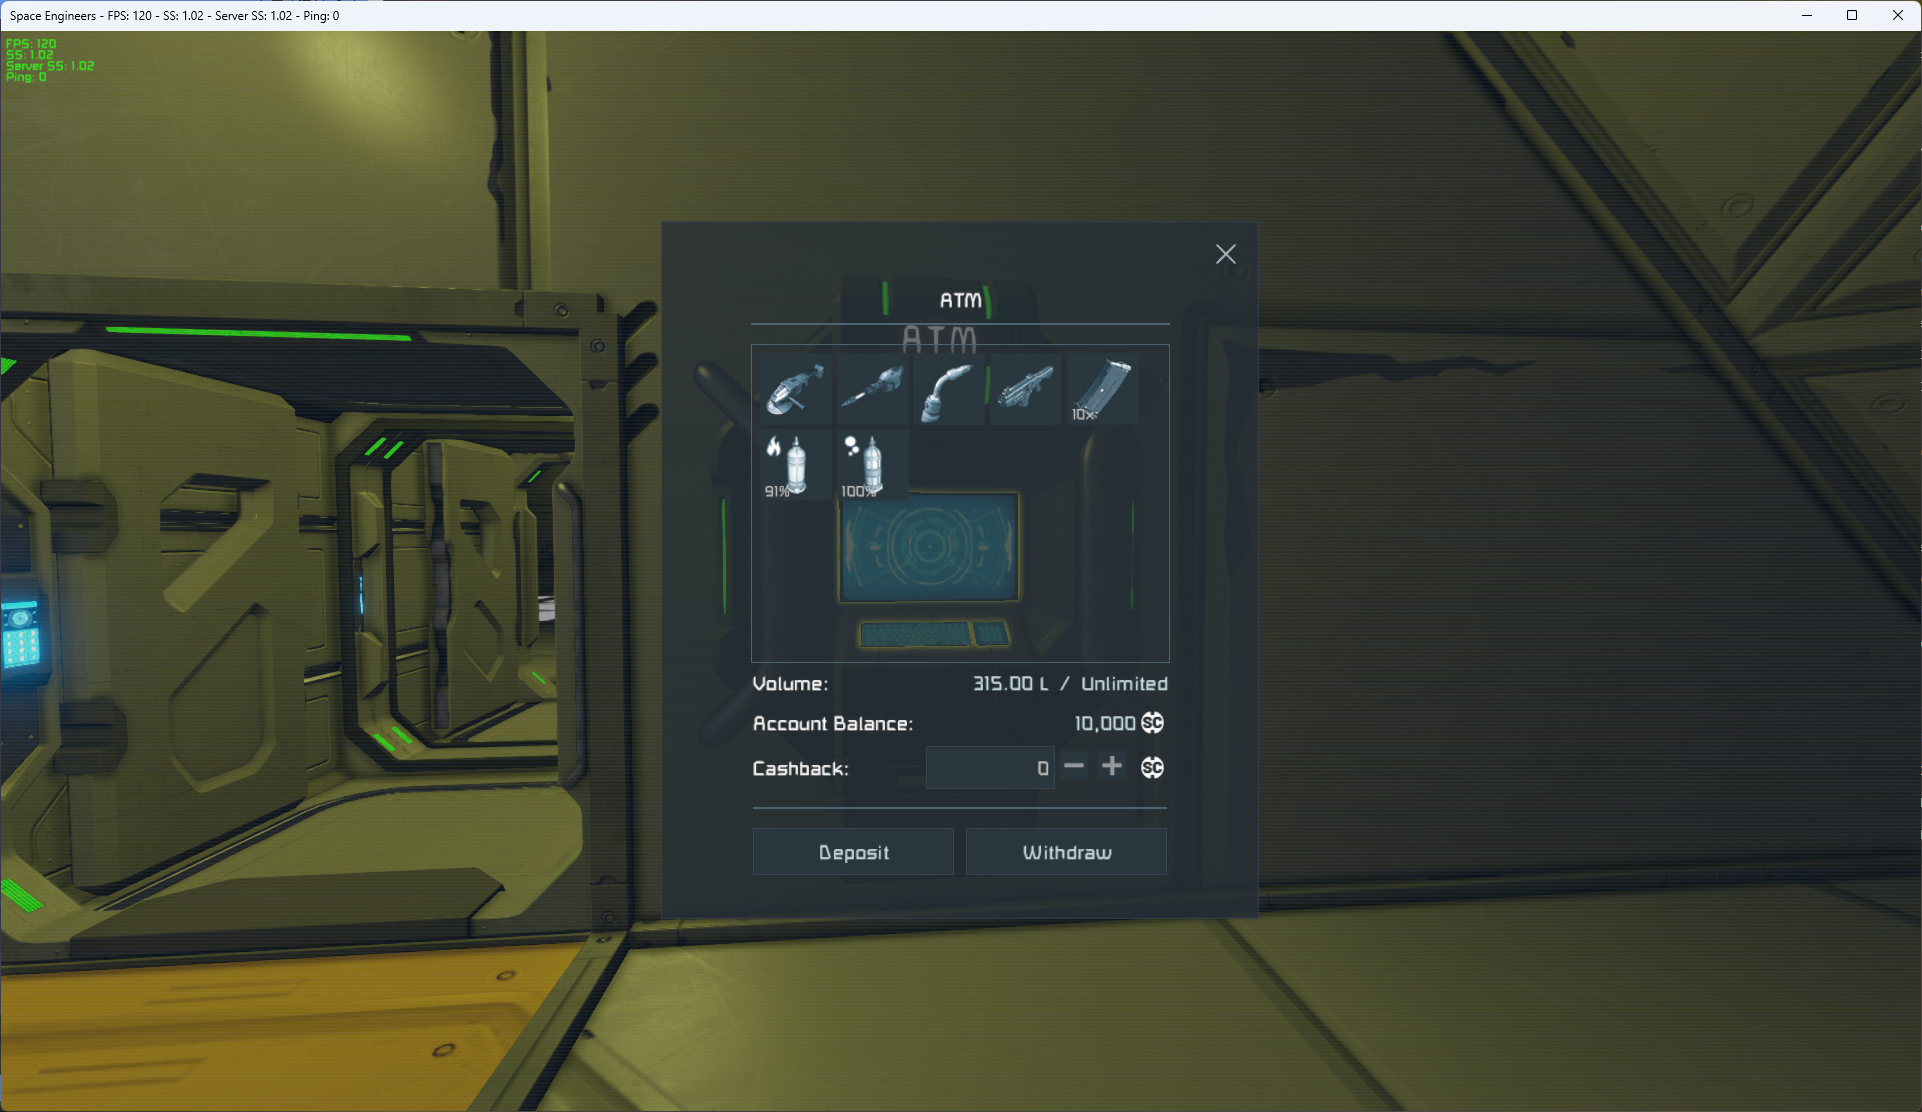 Space Engineers - FPS: 120 - SS: 1.02 - Server SS: 1.02 - Ping: 0
FPS: 120
SS: 1.02
Server SS: 1.02
Ping: 0
ATM
ATM
10x
91%
100%
Volume: 315.00 L / Unlimited
Account Balance: 10,000 SC
Cashback: 0 SC
Deposit Withdraw